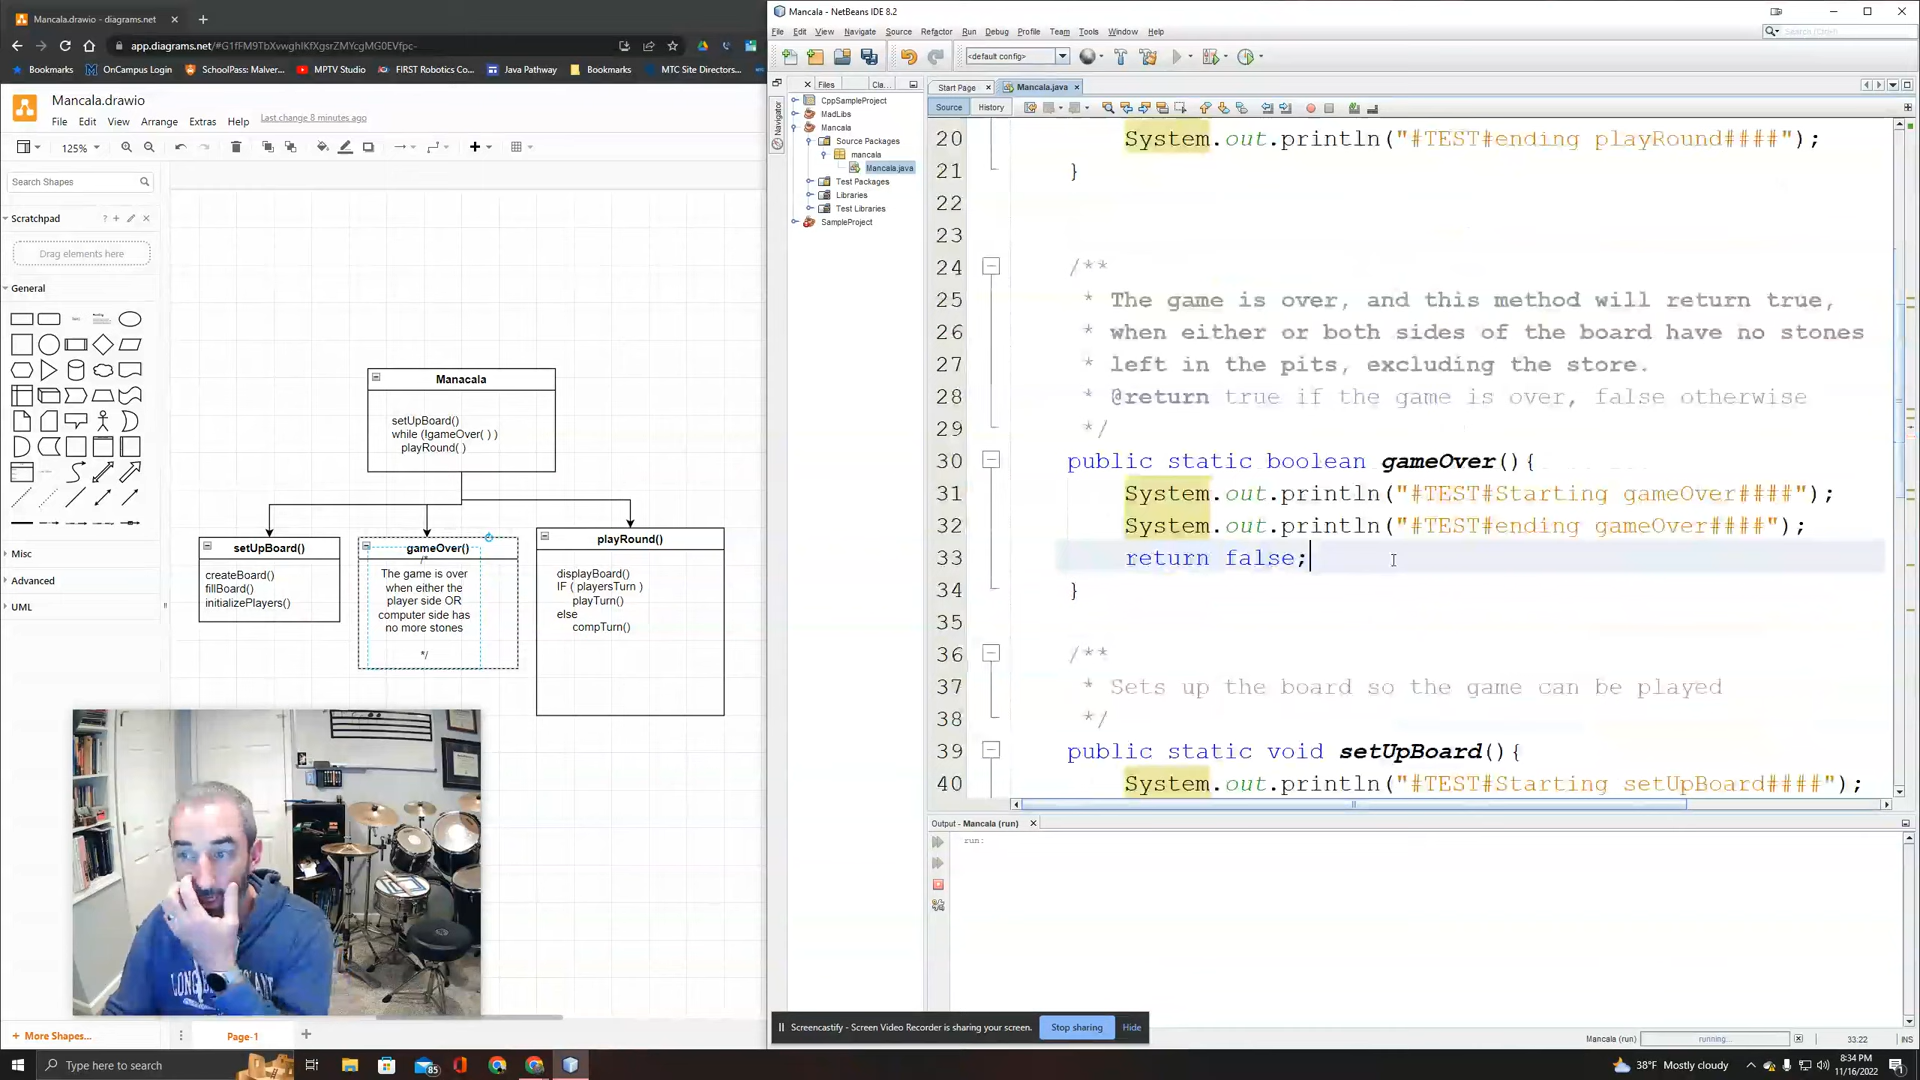 Mancala.drawio - diagrams.net
app.diagrams.net/#G1fFM9TbXvwghIKfXgsrZMYcgMG0EVfpc-
Bookmarks
OnCampus Login
SchoolPass: Malver...
MPTV Studio
FIRST Robotics Co...
Java Pathway
Bookmarks
MTC Site Directors...
Mancala.drawio
File Edit View Arrange Extras Help
Last change 8 minutes ago
125%
Search Shapes
Scratchpad
Drag elements here
General
Misc
Advanced
UML
+ More Shapes...
Page-1
Manacala
setUpBoard()
while (!gameOver( ) )
playRound( )
setUpBoard()
createBoard()
fillBoard()
initializePlayers()
gameOver()
/*
The game is over
when either the
player side OR
computer side has
no more stones
*/
playRound()
displayBoard()
IF ( playersTurn )
playTurn()
else
compTurn()
Mancala - NetBeans IDE 8.2
File Edit View Navigate Source Refactor Run Debug Profile Team Tools Window Help
<default config>
Files
Cla...
Navigator
CppSampleProject
MadLibs
Mancala
Source Packages
mancala
Mancala.java
Test Packages
Libraries
Test Libraries
SampleProject
Start Page
Mancala.java
Source
History
20 System.out.println("#TEST#ending playRound####");
21 }
22
23
24 /**
25 * The game is over, and this method will return true,
26 * when either or both sides of the board have no stones
27 * left in the pits, excluding the store.
28 * @return true if the game is over, false otherwise
29 */
30 public static boolean gameOver(){
31 System.out.println("#TEST#Starting gameOver####");
32 System.out.println("#TEST#ending gameOver####");
33 return false;
34 }
35
36 /**
37 * Sets up the board so the game can be played
38 */
39 public static void setUpBoard(){
40 System.out.println("#TEST#Starting setUpBoard####");
Output - Mancala (run)
run:
Screencastify - Screen Video Recorder is sharing your screen.
Stop sharing
Hide
Mancala (run)
running...
33:22
INS
Type here to search
85
38°F Mostly cloudy
8:34 PM
11/16/2022